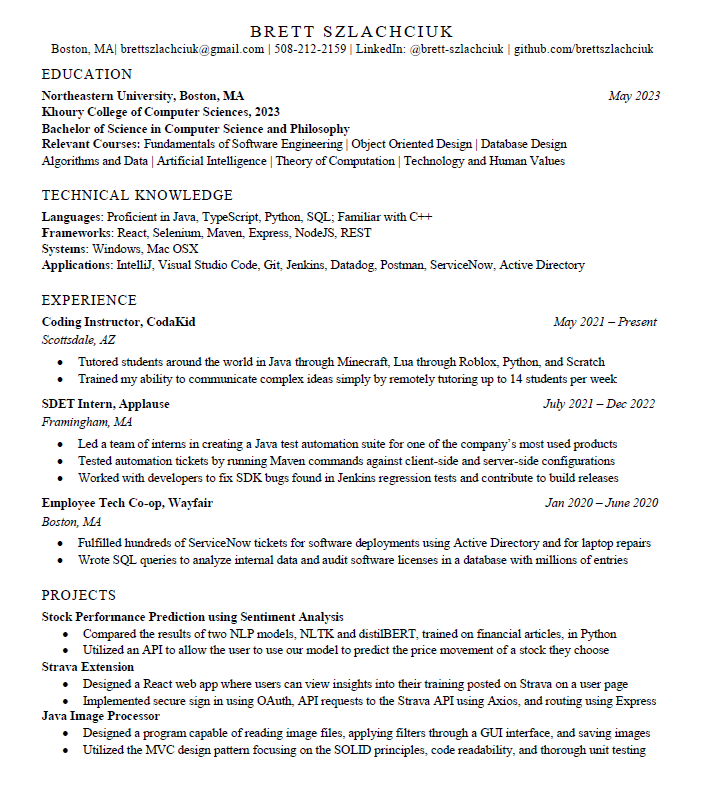 BRETT SZLACHCIUK
Boston, MA| brettszlachciuk@gmail.com | 508-212-2159 | LinkedIn: @brett-szlachciuk | github.com/brettszlachciuk
EDUCATION
Northeastern University, Boston, MA May 2023
Khoury College of Computer Sciences, 2023
Bachelor of Science in Computer Science and Philosophy
Relevant Courses: Fundamentals of Software Engineering | Object Oriented Design | Database Design
Algorithms and Data | Artificial Intelligence | Theory of Computation | Technology and Human Values
TECHNICAL KNOWLEDGE
Languages: Proficient in Java, TypeScript, Python, SQL; Familiar with C++
Frameworks: React, Selenium, Maven, Express, NodeJS, REST
Systems: Windows, Mac OSX
Applications: IntelliJ, Visual Studio Code, Git, Jenkins, Datadog, Postman, ServiceNow, Active Directory
EXPERIENCE
Coding Instructor, CodaKid May 2021 – Present
Scottsdale, AZ
• Tutored students around the world in Java through Minecraft, Lua through Roblox, Python, and Scratch
• Trained my ability to communicate complex ideas simply by remotely tutoring up to 14 students per week
SDET Intern, Applause July 2021 – Dec 2022
Framingham, MA
• Led a team of interns in creating a Java test automation suite for one of the company's most used products
• Tested automation tickets by running Maven commands against client-side and server-side configurations
• Worked with developers to fix SDK bugs found in Jenkins regression tests and contribute to build releases
Employee Tech Co-op, Wayfair Jan 2020 – June 2020
Boston, MA
• Fulfilled hundreds of ServiceNow tickets for software deployments using Active Directory and for laptop repairs
• Wrote SQL queries to analyze internal data and audit software licenses in a database with millions of entries
PROJECTS
Stock Performance Prediction using Sentiment Analysis
• Compared the results of two NLP models, NLTK and distilBERT, trained on financial articles, in Python
• Utilized an API to allow the user to use our model to predict the price movement of a stock they choose
Strava Extension
• Designed a React web app where users can view insights into their training posted on Strava on a user page
• Implemented secure sign in using OAuth, API requests to the Strava API using Axios, and routing using Express
Java Image Processor
• Designed a program capable of reading image files, applying filters through a GUI interface, and saving images
• Utilized the MVC design pattern focusing on the SOLID principles, code readability, and thorough unit testing